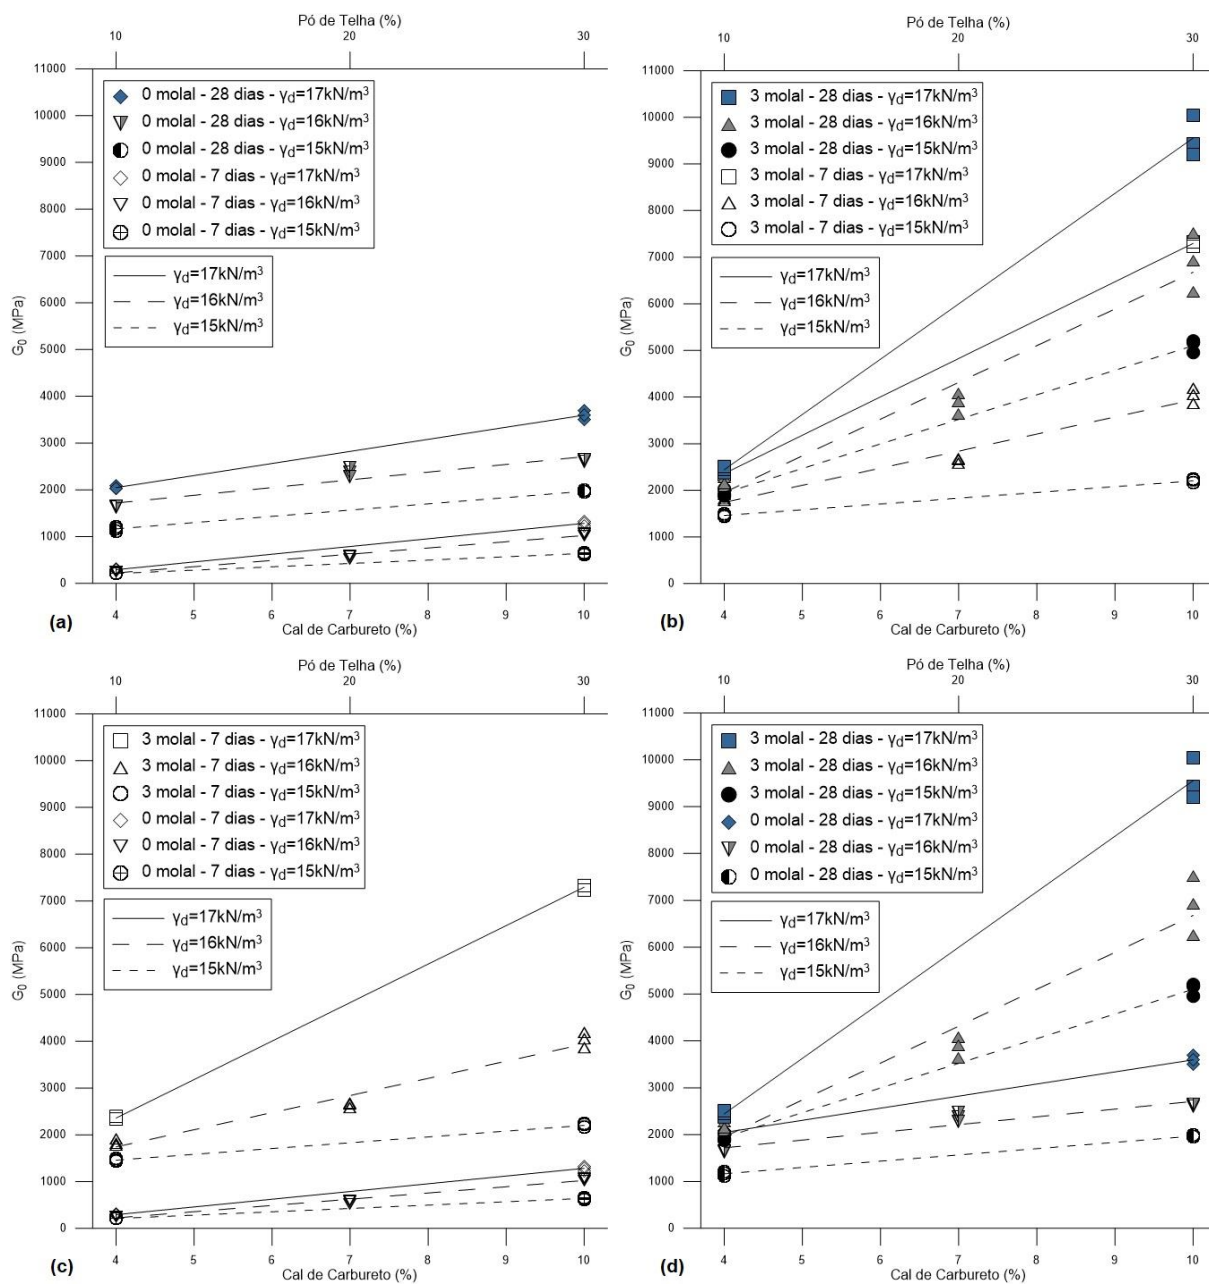 Pó de Telha (%)
10 20 30
11000
10000
9000
8000
7000
6000
5000
4000
3000
2000
1000
0
G0 (MPa)
0 molal - 28 dias - γd=17kN/m³
0 molal - 28 dias - γd=16kN/m³
0 molal - 28 dias - γd=15kN/m³
0 molal - 7 dias - γd=17kN/m³
0 molal - 7 dias - γd=16kN/m³
0 molal - 7 dias - γd=15kN/m³
γd=17kN/m³
γd=16kN/m³
γd=15kN/m³
4 5 6 7 8 9 10
(a)
Cal de Carbureto (%)
Pó de Telha (%)
10 20 30
11000
10000
9000
8000
7000
6000
5000
4000
3000
2000
1000
0
G0 (MPa)
3 molal - 28 dias - γd=17kN/m³
3 molal - 28 dias - γd=16kN/m³
3 molal - 28 dias - γd=15kN/m³
3 molal - 7 dias - γd=17kN/m³
3 molal - 7 dias - γd=16kN/m³
3 molal - 7 dias - γd=15kN/m³
γd=17kN/m³
γd=16kN/m³
γd=15kN/m³
4 5 6 7 8 9 10
(b)
Cal de Carbureto (%)
Pó de Telha (%)
10 20 30
11000
10000
9000
8000
7000
6000
5000
4000
3000
2000
1000
0
G0 (MPa)
3 molal - 7 dias - γd=17kN/m³
3 molal - 7 dias - γd=16kN/m³
3 molal - 7 dias - γd=15kN/m³
0 molal - 7 dias - γd=17kN/m³
0 molal - 7 dias - γd=16kN/m³
0 molal - 7 dias - γd=15kN/m³
γd=17kN/m³
γd=16kN/m³
γd=15kN/m³
4 5 6 7 8 9 10
(c)
Cal de Carbureto (%)
Pó de Telha (%)
10 20 30
11000
10000
9000
8000
7000
6000
5000
4000
3000
2000
1000
0
G0 (MPa)
3 molal - 28 dias - γd=17kN/m³
3 molal - 28 dias - γd=16kN/m³
3 molal - 28 dias - γd=15kN/m³
0 molal - 28 dias - γd=17kN/m³
0 molal - 28 dias - γd=16kN/m³
0 molal - 28 dias - γd=15kN/m³
γd=17kN/m³
γd=16kN/m³
γd=15kN/m³
4 5 6 7 8 9 10
(d)
Cal de Carbureto (%)